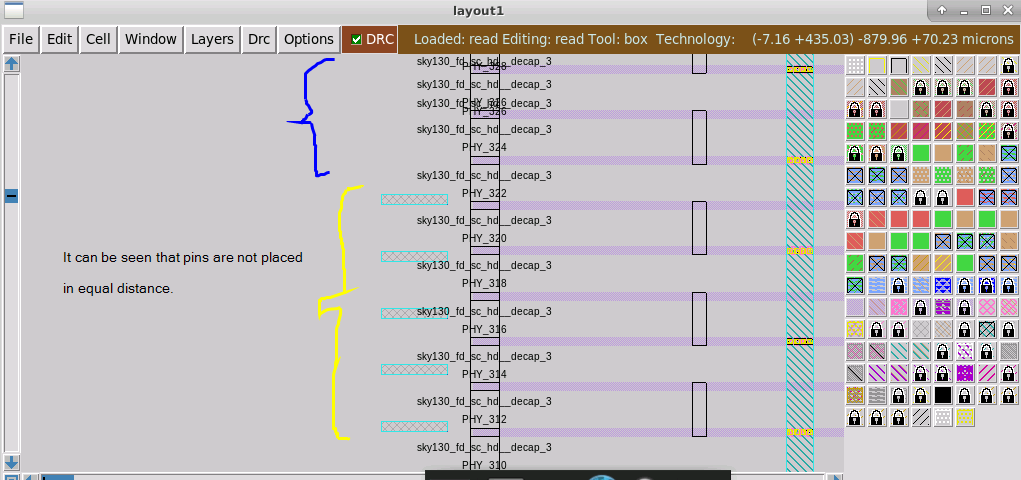 layout1
File Edit Cell Window Layers Drc Options DRC Loaded: read Editing: read Tool: box Technology: (-7.16 +435.03) -879.96 +70.23 microns
sky130_fd_sc_hd__decap_3
PHY_328
sky130_fd_sc_hd__decap_3
sky130_fd_sc_hd__decap_3
PHY_326
sky130_fd_sc_hd__decap_3
PHY_324
sky130_fd_sc_hd__decap_3
PHY_322
sky130_fd_sc_hd__decap_3
PHY_320
It can be seen that pins are not placed
in equal distance.
sky130_fd_sc_hd__decap_3
PHY_318
sky130_fd_sc_hd__decap_3
PHY_316
sky130_fd_sc_hd__decap_3
PHY_314
sky130_fd_sc_hd__decap_3
PHY_312
sky130_fd_sc_hd__decap_3
PHY_310